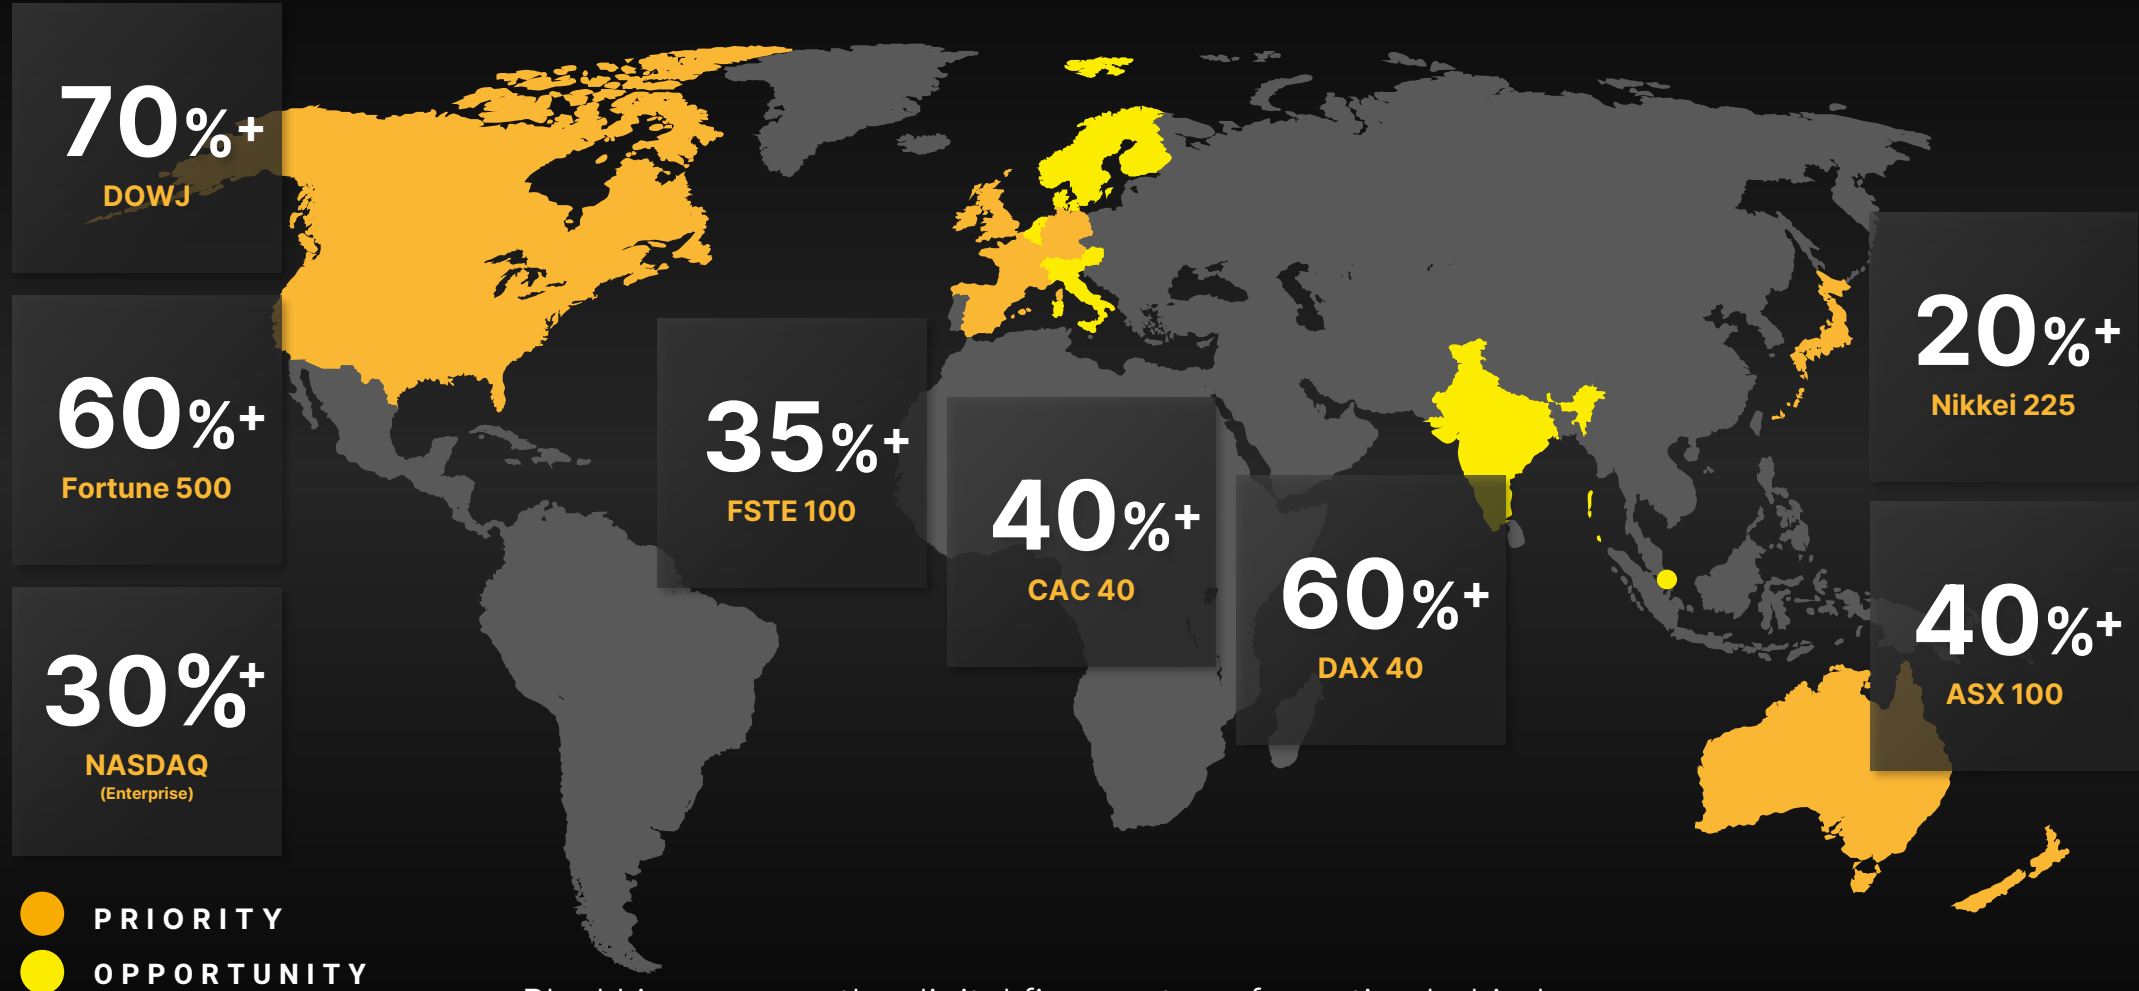 70%+
DOWJ
60%+
Fortune 500
30%+
NASDAQ
(Enterprise)
35%+
FSTE 100
40%+
CAC 40
60%+
DAX 40
20%+
Nikkei 225
40%+
ASX 100
PRIORITY
OPPORTUNITY